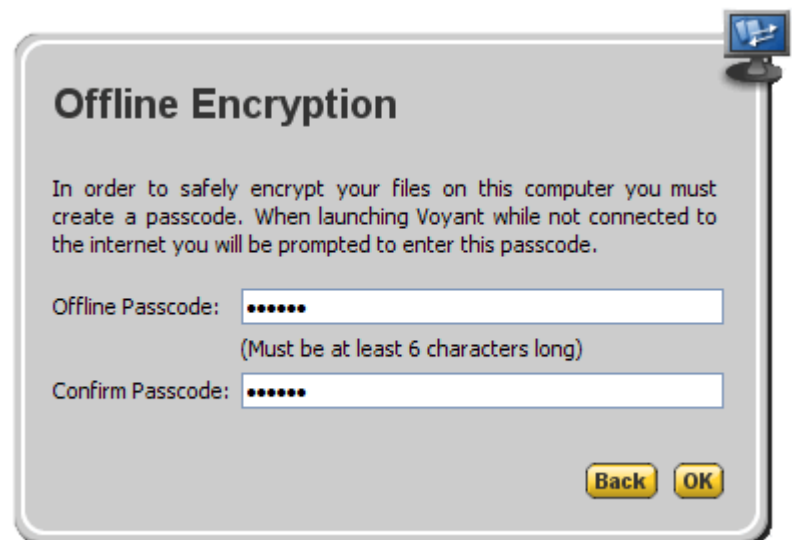 Offline Encryption
In order to safely encrypt your files on this computer you must
create a passcode. When launching Voyant while not connected to
the internet you will be prompted to enter this passcode.
Offline Passcode: ••••••
(Must be at least 6 characters long)
Confirm Passcode: ••••••
Back OK